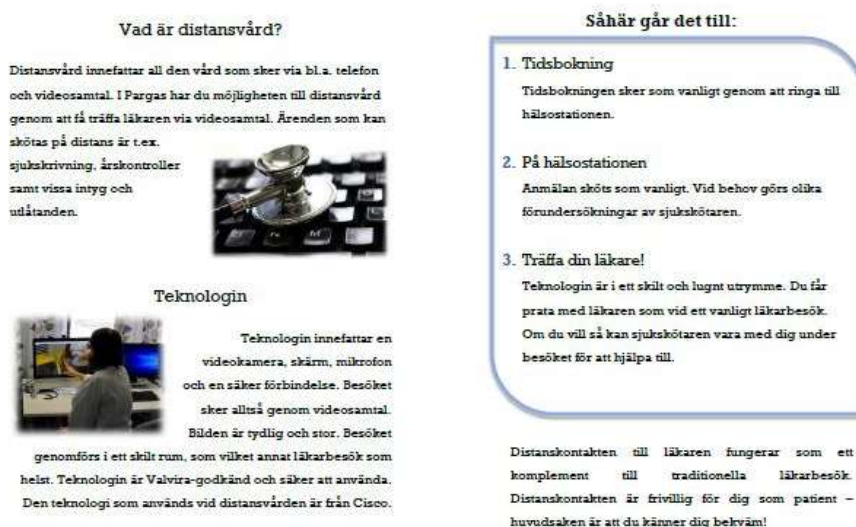 Vad är distansvård?
Distansvård innefattar all den vård som sker via bl.a. telefon
och videosamtal. I Pargas har du möjligheten till distansvård
genom att få träffa läkaren via videosamtal. Ärenden som kan
skötas på distans är t.ex.
sjukskrivning, årskontroller
samt vissa intyg och
utlåtanden.
Teknologin
Teknologin innefattar en
videokamera, skärm, mikrofon
och en säker förbindelse. Besöket
sker alltså genom videosamtal.
Bilden är tydlig och stor. Besöket
genomförs i ett skilt rum, som vilket annat läkarbesök som
helst. Teknologin är Valvira-godkänd och säker att använda.
Den teknologi som används vid distansvården är från Cisco.
Såhär går det till:
1. Tidsbokning
Tidsbokningen sker som vanligt genom att ringa till
hälsostationen.
2. På hälsostationen
Anmälan sköts som vanligt. Vid behov görs olika
förundersökningar av sjukskötaren.
3. Träffa din läkare!
Teknologin är i ett skilt och lugnt utrymme. Du får
prata med läkaren som vid ett vanligt läkarbesök.
Om du vill så kan sjukskötaren vara med dig under
besöket för att hjälpa till.
Distanskontakten till läkaren fungerar som ett
komplement till traditionella läkarbesök.
Distanskontakten är frivillig för dig som patient –
huvudsaken är att du känner dig bekväm!